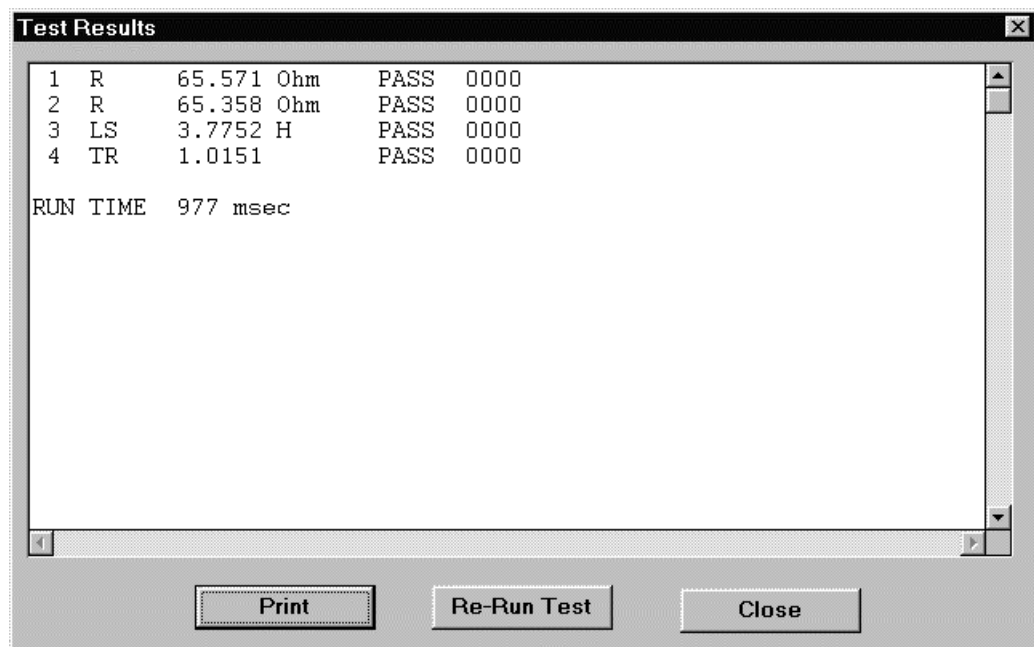 Test Results
1 R 65.571 Ohm PASS 0000
2 R 65.358 Ohm PASS 0000
3 LS 3.7752 H PASS 0000
4 TR 1.0151 PASS 0000
RUN TIME 977 msec
Print Re-Run Test Close